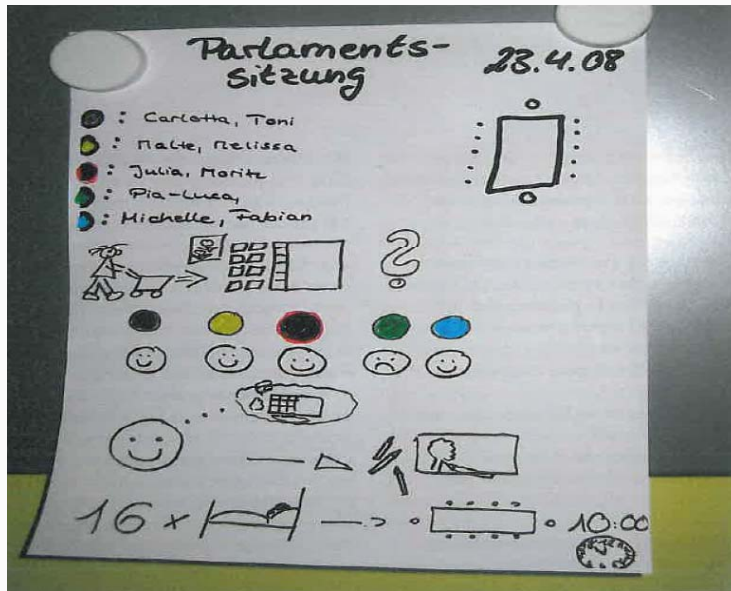 Parlaments-
sitzung
23.4.08
: Carlotta, Toni
: Malte, Melissa
: Julia, Moritz
: Pia-Luca,
: Michelle, Fabian
?
16 x
10:00